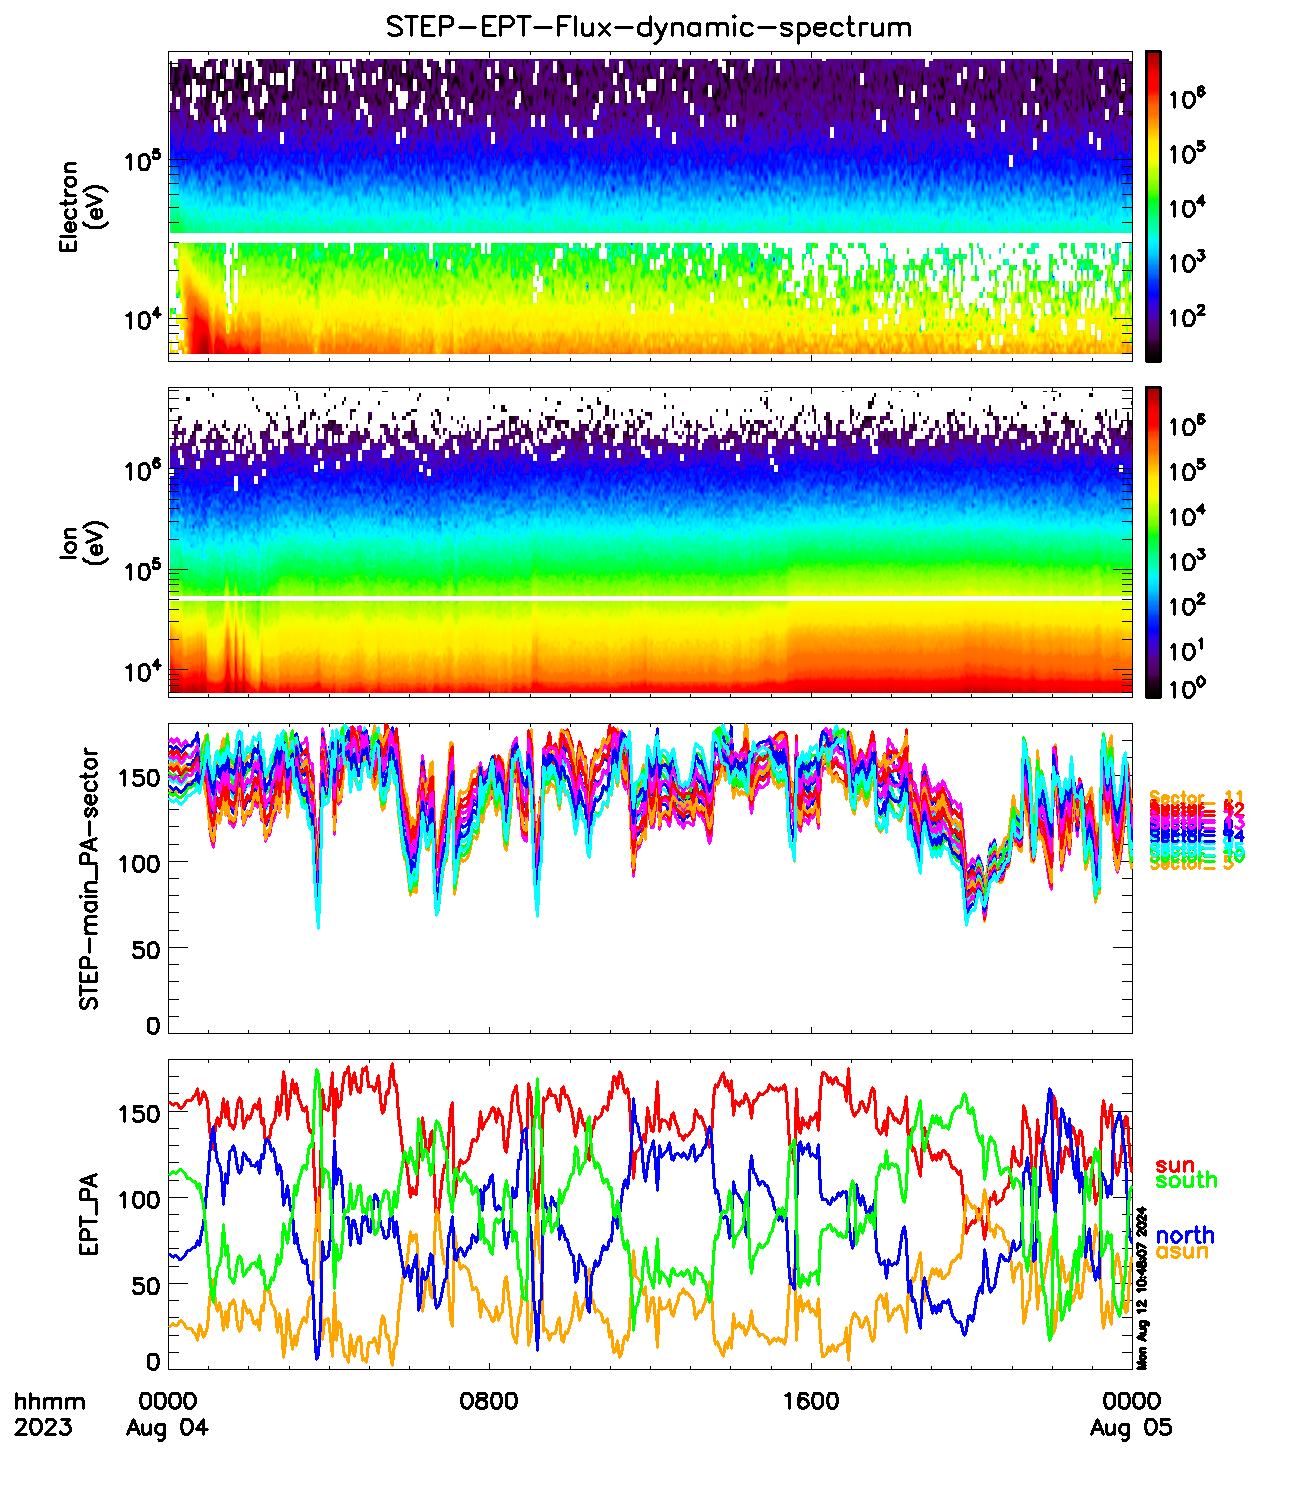 STEP-EPT-Flux-dynamic-spectrum
Electron
(eV)
10^5
10^4
10^6
10^5
10^4
10^3
10^2
Ion
(eV)
10^6
10^5
10^4
10^6
10^5
10^4
10^3
10^2
10^1
10^0
STEP-main_PA-sector
150
100
50
0
Sector_ 11
Sector_ 5
EPT_PA
150
100
50
0
sun
south
north
asun
Mon Aug 12 10:48:07 2024
hhmm
2023
0000
Aug 04
0800
1600
0000
Aug 05